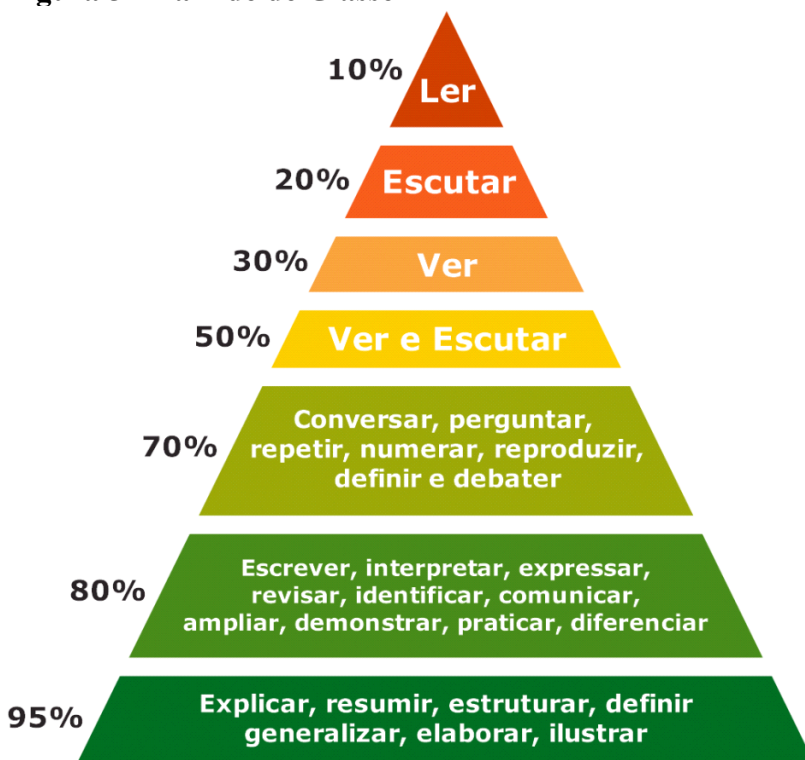 10%
Ler
20%
Escutar
30%
Ver
50%
Ver e Escutar
70%
Conversar, perguntar,
repetir, numerar, reproduzir,
definir e debater
80%
Escrever, interpretar, expressar,
revisar, identificar, comunicar,
ampliar, demonstrar, praticar, diferenciar
95%
Explicar, resumir, estruturar, definir
generalizar, elaborar, ilustrar